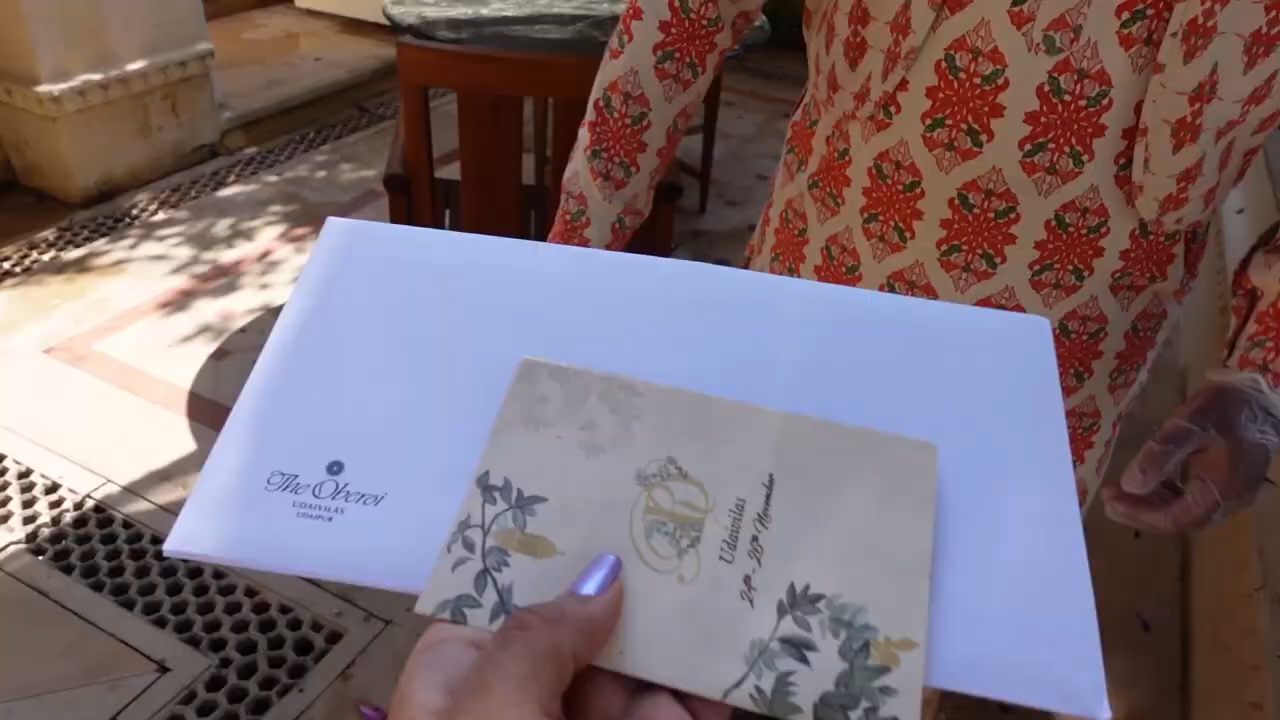 The Oberoi
UDAIVILAS
UDAIPUR
Udaivilas
24th - 26th November